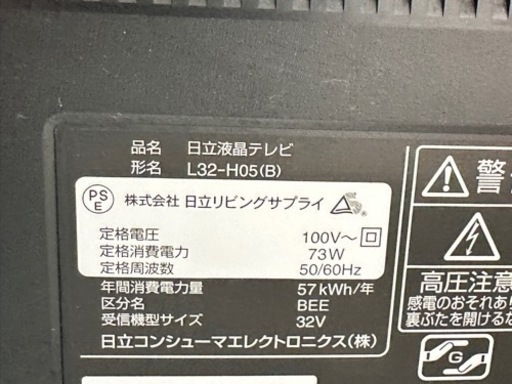 品名 日立液晶テレビ
形名 L32-H05(B)
PS
E
株式会社 日立リビングサプライ
定格電圧 100V～
定格消費電力 73W
定格周波数 50/60Hz
年間消費電力量 57kWh/年
区分名 BEE
受信機型サイズ 32V
日立コンシューマエレクトロニクス(株)
警
高圧注意
感電のおそれあり
裏ぶたを開けるな
G